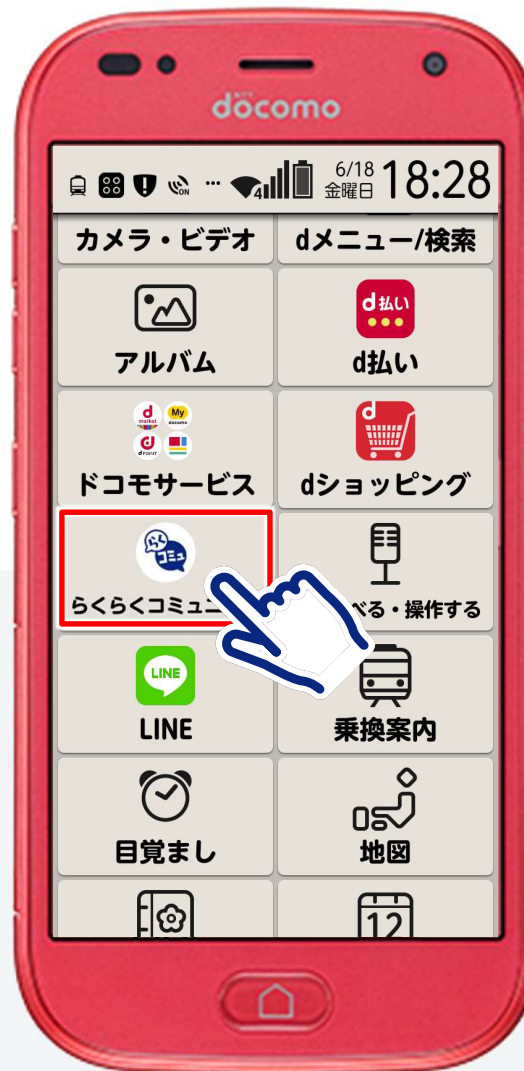 döcomo
4
ON
6/18
金曜日
18:28
カメラ・ビデオ
dメニュー/検索
アルバム
d払い
d払い
d market
My docomo
d POINT
ドコモサービス
d
dショッピング
らく
コミュ
らくらくコミュニ
べる・操作する
LINE
LINE
乗換案内
目覚まし
地図
12